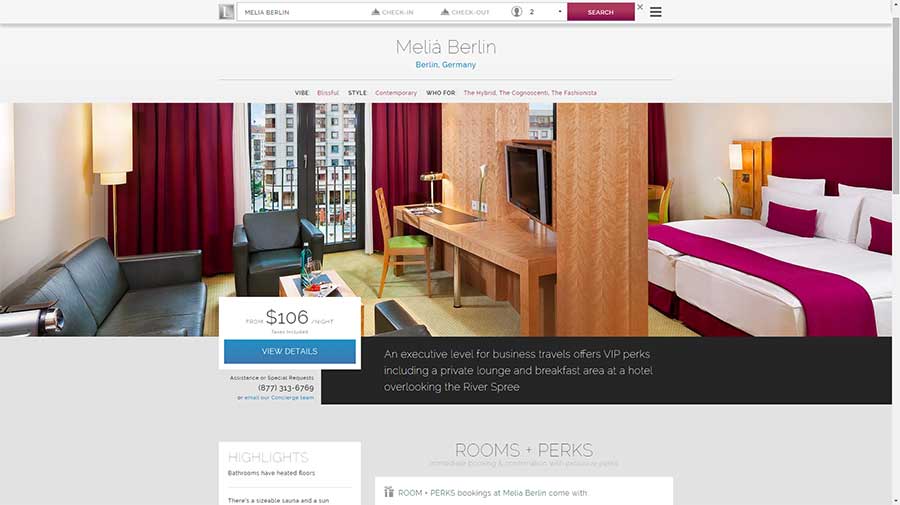 L MELIÁ BERLIN CHECK-IN CHECK-OUT 2 SEARCH
Meliá Berlin
Berlin, Germany
VIBE: Blissful STYLE: Contemporary WHO FOR: The Hybrid, The Cognoscenti, The Fashionista
FROM $106 /NIGHT
Taxes Included
VIEW DETAILS
Assistance or Special Requests
(877) 313-6769
or email our Concierge team
An executive level for business travels offers VIP perks
including a private lounge and breakfast area at a hotel
overlooking the River Spree
HIGHLIGHTS
Bathrooms have heated floors
There's a sizeable sauna and a sun
ROOMS + PERKS
immediate booking & confirmation with exclusive perks
ROOM + PERKS bookings at Melia Berlin come with